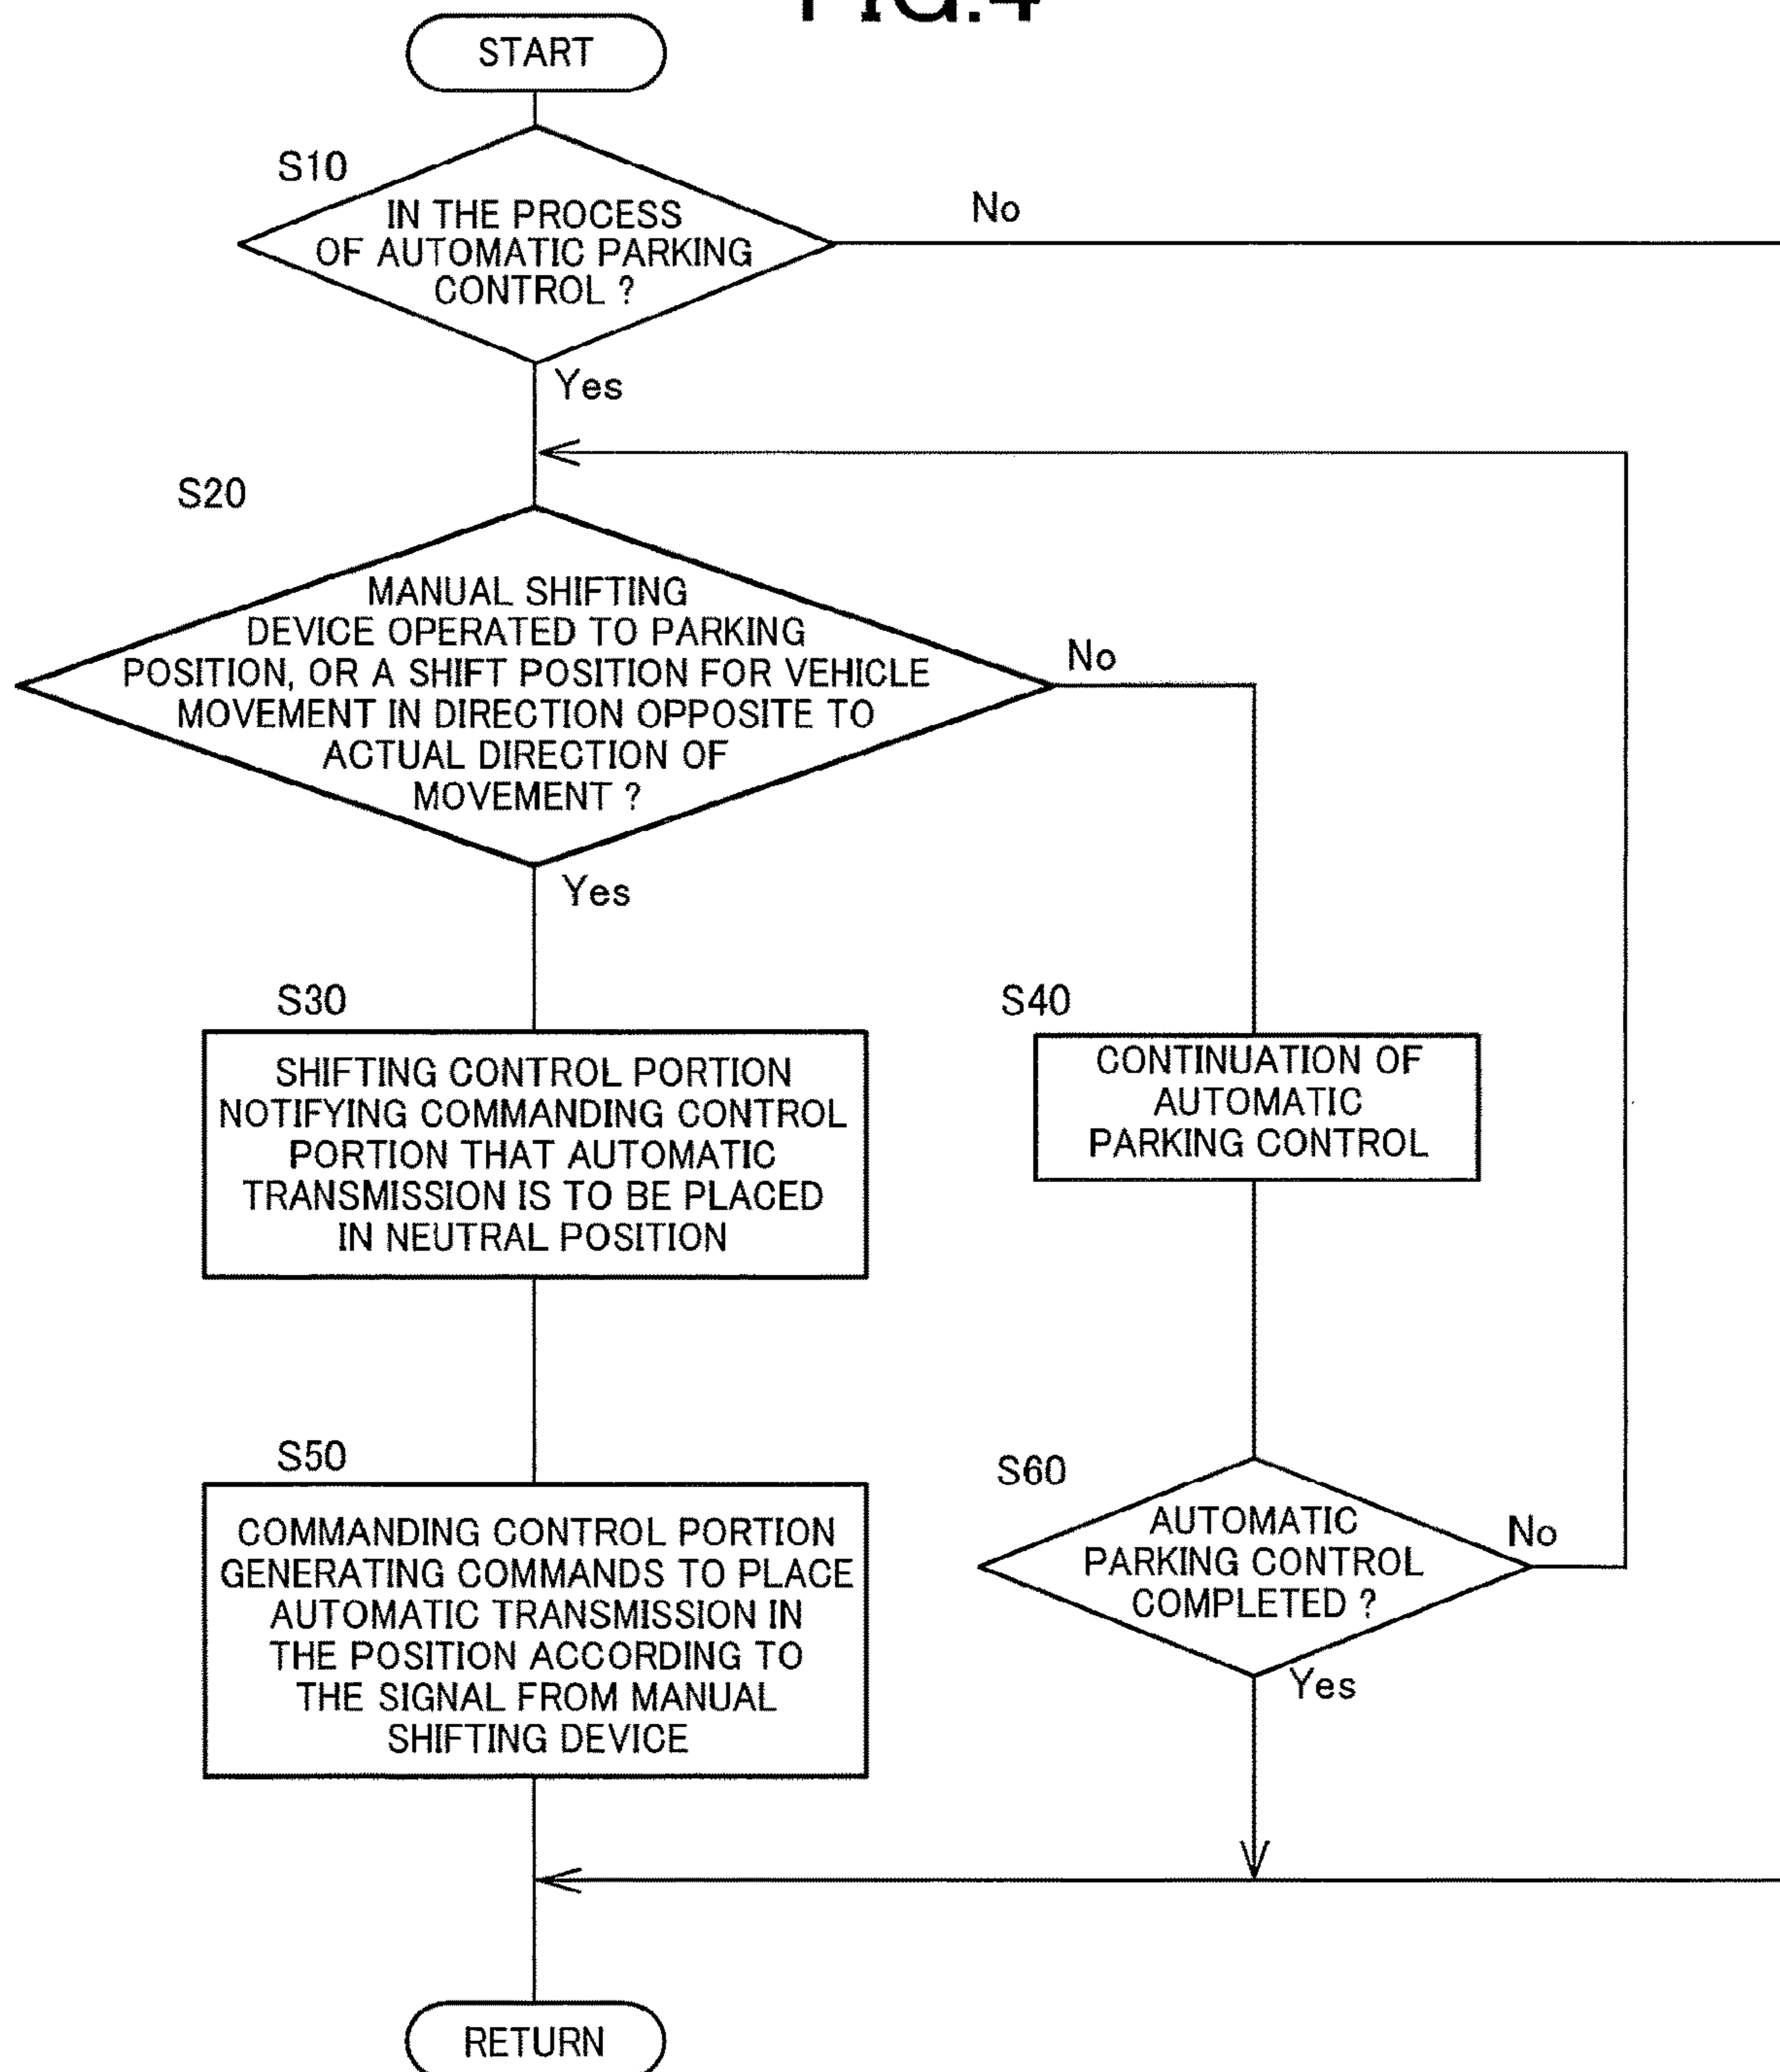 FIG.4
START
S10
IN THE PROCESS
OF AUTOMATIC PARKING
CONTROL ?
No
Yes
S20
MANUAL SHIFTING
DEVICE OPERATED TO PARKING
POSITION, OR A SHIFT POSITION FOR VEHICLE
MOVEMENT IN DIRECTION OPPOSITE TO
ACTUAL DIRECTION OF
MOVEMENT ?
No
Yes
S30
SHIFTING CONTROL PORTION
NOTIFYING COMMANDING CONTROL
PORTION THAT AUTOMATIC
TRANSMISSION IS TO BE PLACED
IN NEUTRAL POSITION
S40
CONTINUATION OF
AUTOMATIC
PARKING CONTROL
S50
COMMANDING CONTROL PORTION
GENERATING COMMANDS TO PLACE
AUTOMATIC TRANSMISSION IN
THE POSITION ACCORDING TO
THE SIGNAL FROM MANUAL
SHIFTING DEVICE
S60
AUTOMATIC
PARKING CONTROL
COMPLETED ?
No
Yes
RETURN